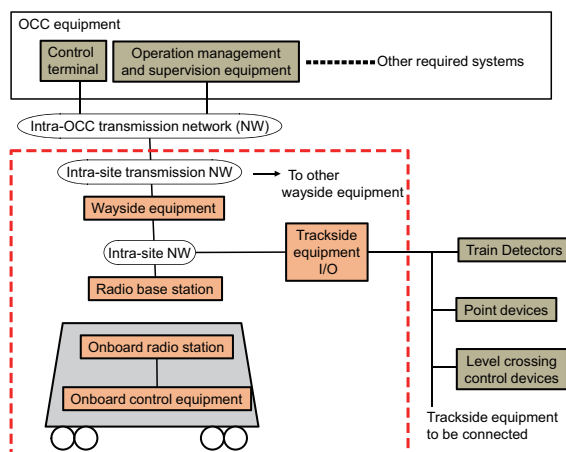 OCC equipment
Control
terminal
Operation management
and supervision equipment
Other required systems
Intra-OCC transmission network (NW)
Intra-site transmission NW
To other
wayside equipment
Wayside equipment
Intra-site NW
Trackside
equipment
I/O
Train Detectors
Radio base station
Point devices
Onboard radio station
Level crossing
control devices
Onboard control equipment
Trackside equipment
to be connected